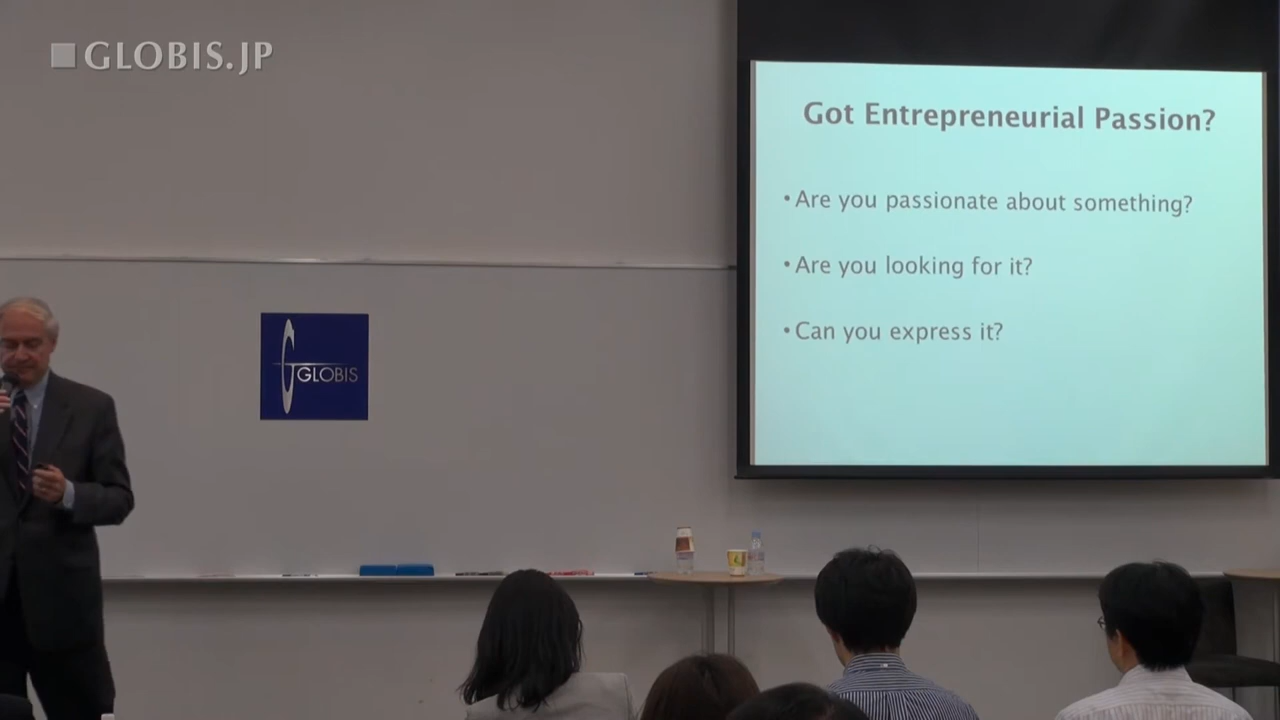 GLOBIS.JP
Got Entrepreneurial Passion?
• Are you passionate about something?
• Are you looking for it?
• Can you express it?
GLOBIS